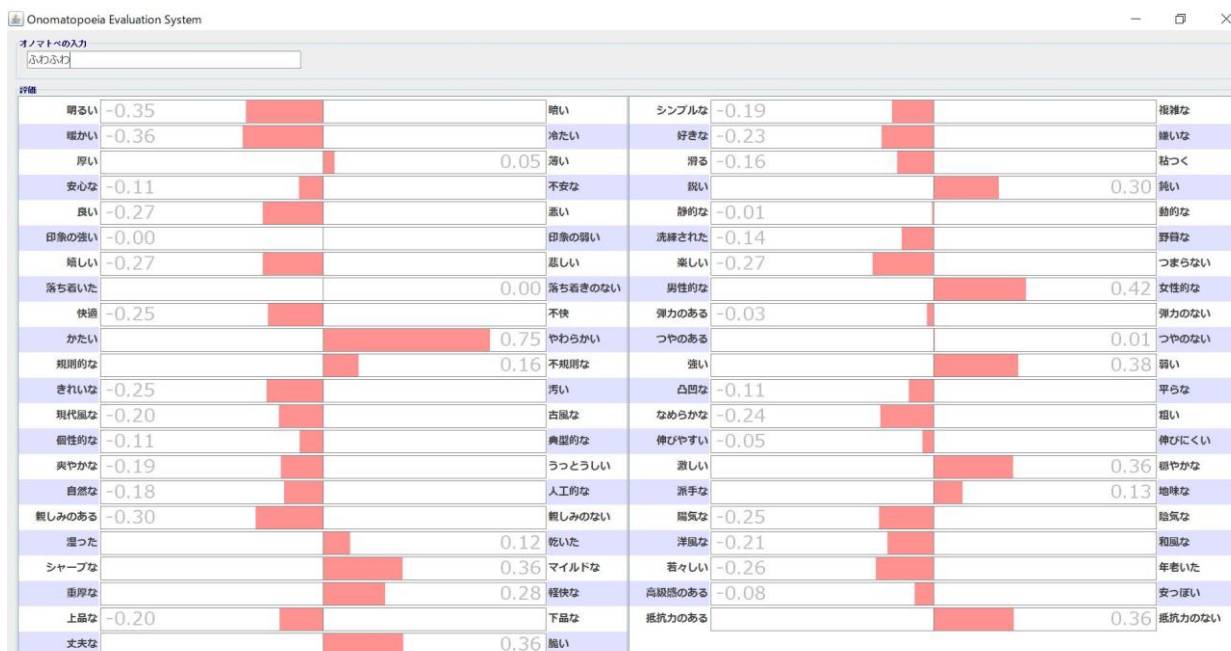 Onomatopoeia Evaluation System
オノマトペの入力
ふわふわ
評価
明るい -0.35 暗い
暖かい -0.36 冷たい
厚い 0.05 薄い
安心な -0.11 不安な
良い -0.27 悪い
印象の強い -0.00 印象の弱い
嬉しい -0.27 悲しい
落ち着いた 0.00 落ち着きのない
快適 -0.25 不快
かたい 0.75 やわらかい
規則的な 0.16 不規則な
きれいな -0.25 汚い
現代風な -0.20 古風な
個性的な -0.11 典型的な
爽やかな -0.19 うっとうしい
自然な -0.18 人工的な
親しみのある -0.30 親しみのない
湿った 0.12 乾いた
シャープな 0.36 マイルドな
重厚な 0.28 軽快な
上品な -0.20 下品な
丈夫な 0.36 脆い
シンプルな -0.19 複雑な
好きな -0.23 嫌いな
滑る -0.16 粘つく
鋭い 0.30 鈍い
静的な -0.01 動的な
洗練された -0.14 野暮な
楽しい -0.27 つまらない
男性的な 0.42 女性的な
弾力のある -0.03 弾力のない
つやのある 0.01 つやのない
強い 0.38 弱い
凸凹な -0.11 平らな
なめらかな -0.24 粗い
伸びやすい -0.05 伸びにくい
激しい 0.36 穏やかな
派手な 0.13 地味な
陽気な -0.25 陰気な
洋風な -0.21 和風な
若々しい -0.26 年老いた
高級感のある -0.08 安っぽい
抵抗力のある 0.36 抵抗力のない